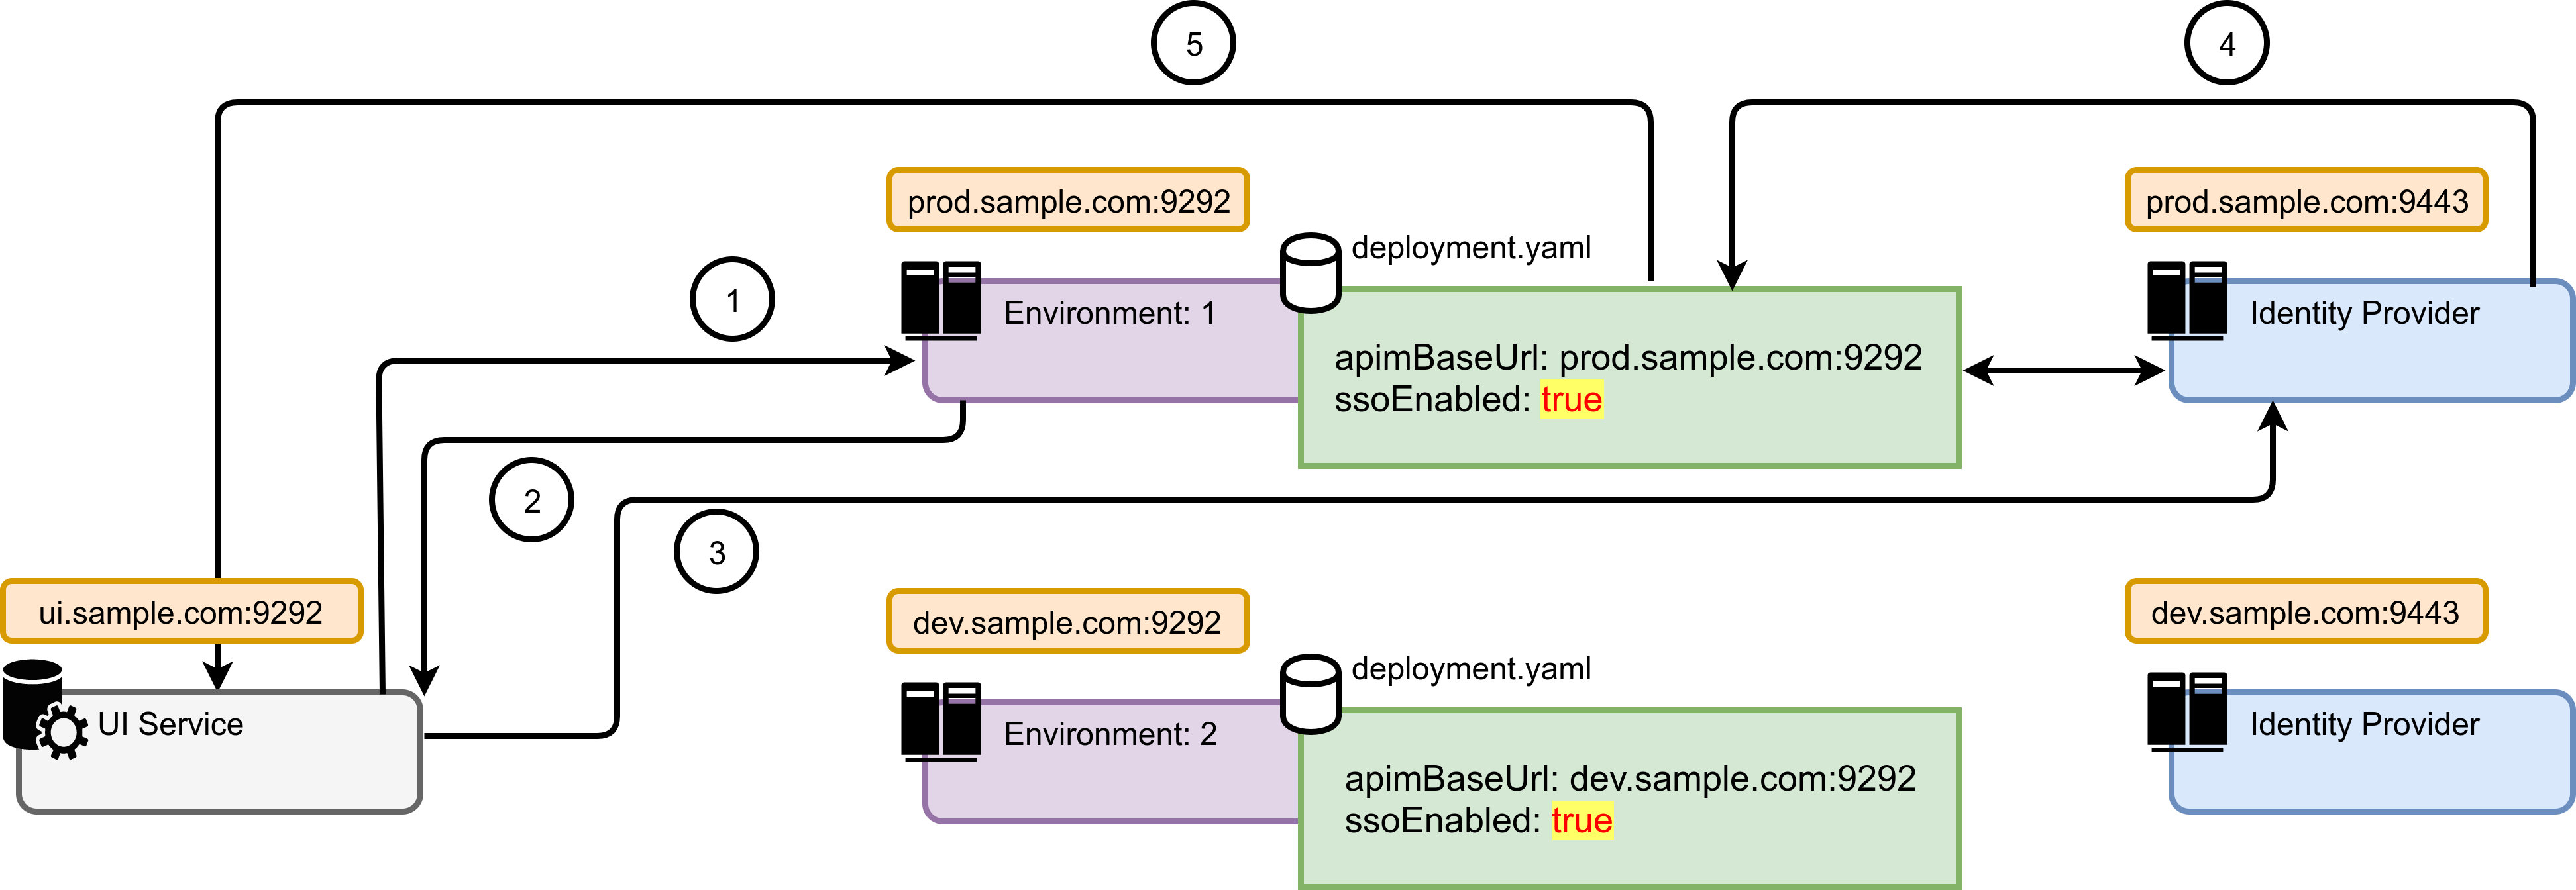 5
4
prod.sample.com:9292
prod.sample.com:9443
deployment.yaml
1
Environment: 1
Identity Provider
apimBaseUrl: prod.sample.com:9292
ssoEnabled: true
2
3
ui.sample.com:9292
dev.sample.com:9292
dev.sample.com:9443
deployment.yaml
UI Service
Environment: 2
Identity Provider
apimBaseUrl: dev.sample.com:9292
ssoEnabled: true